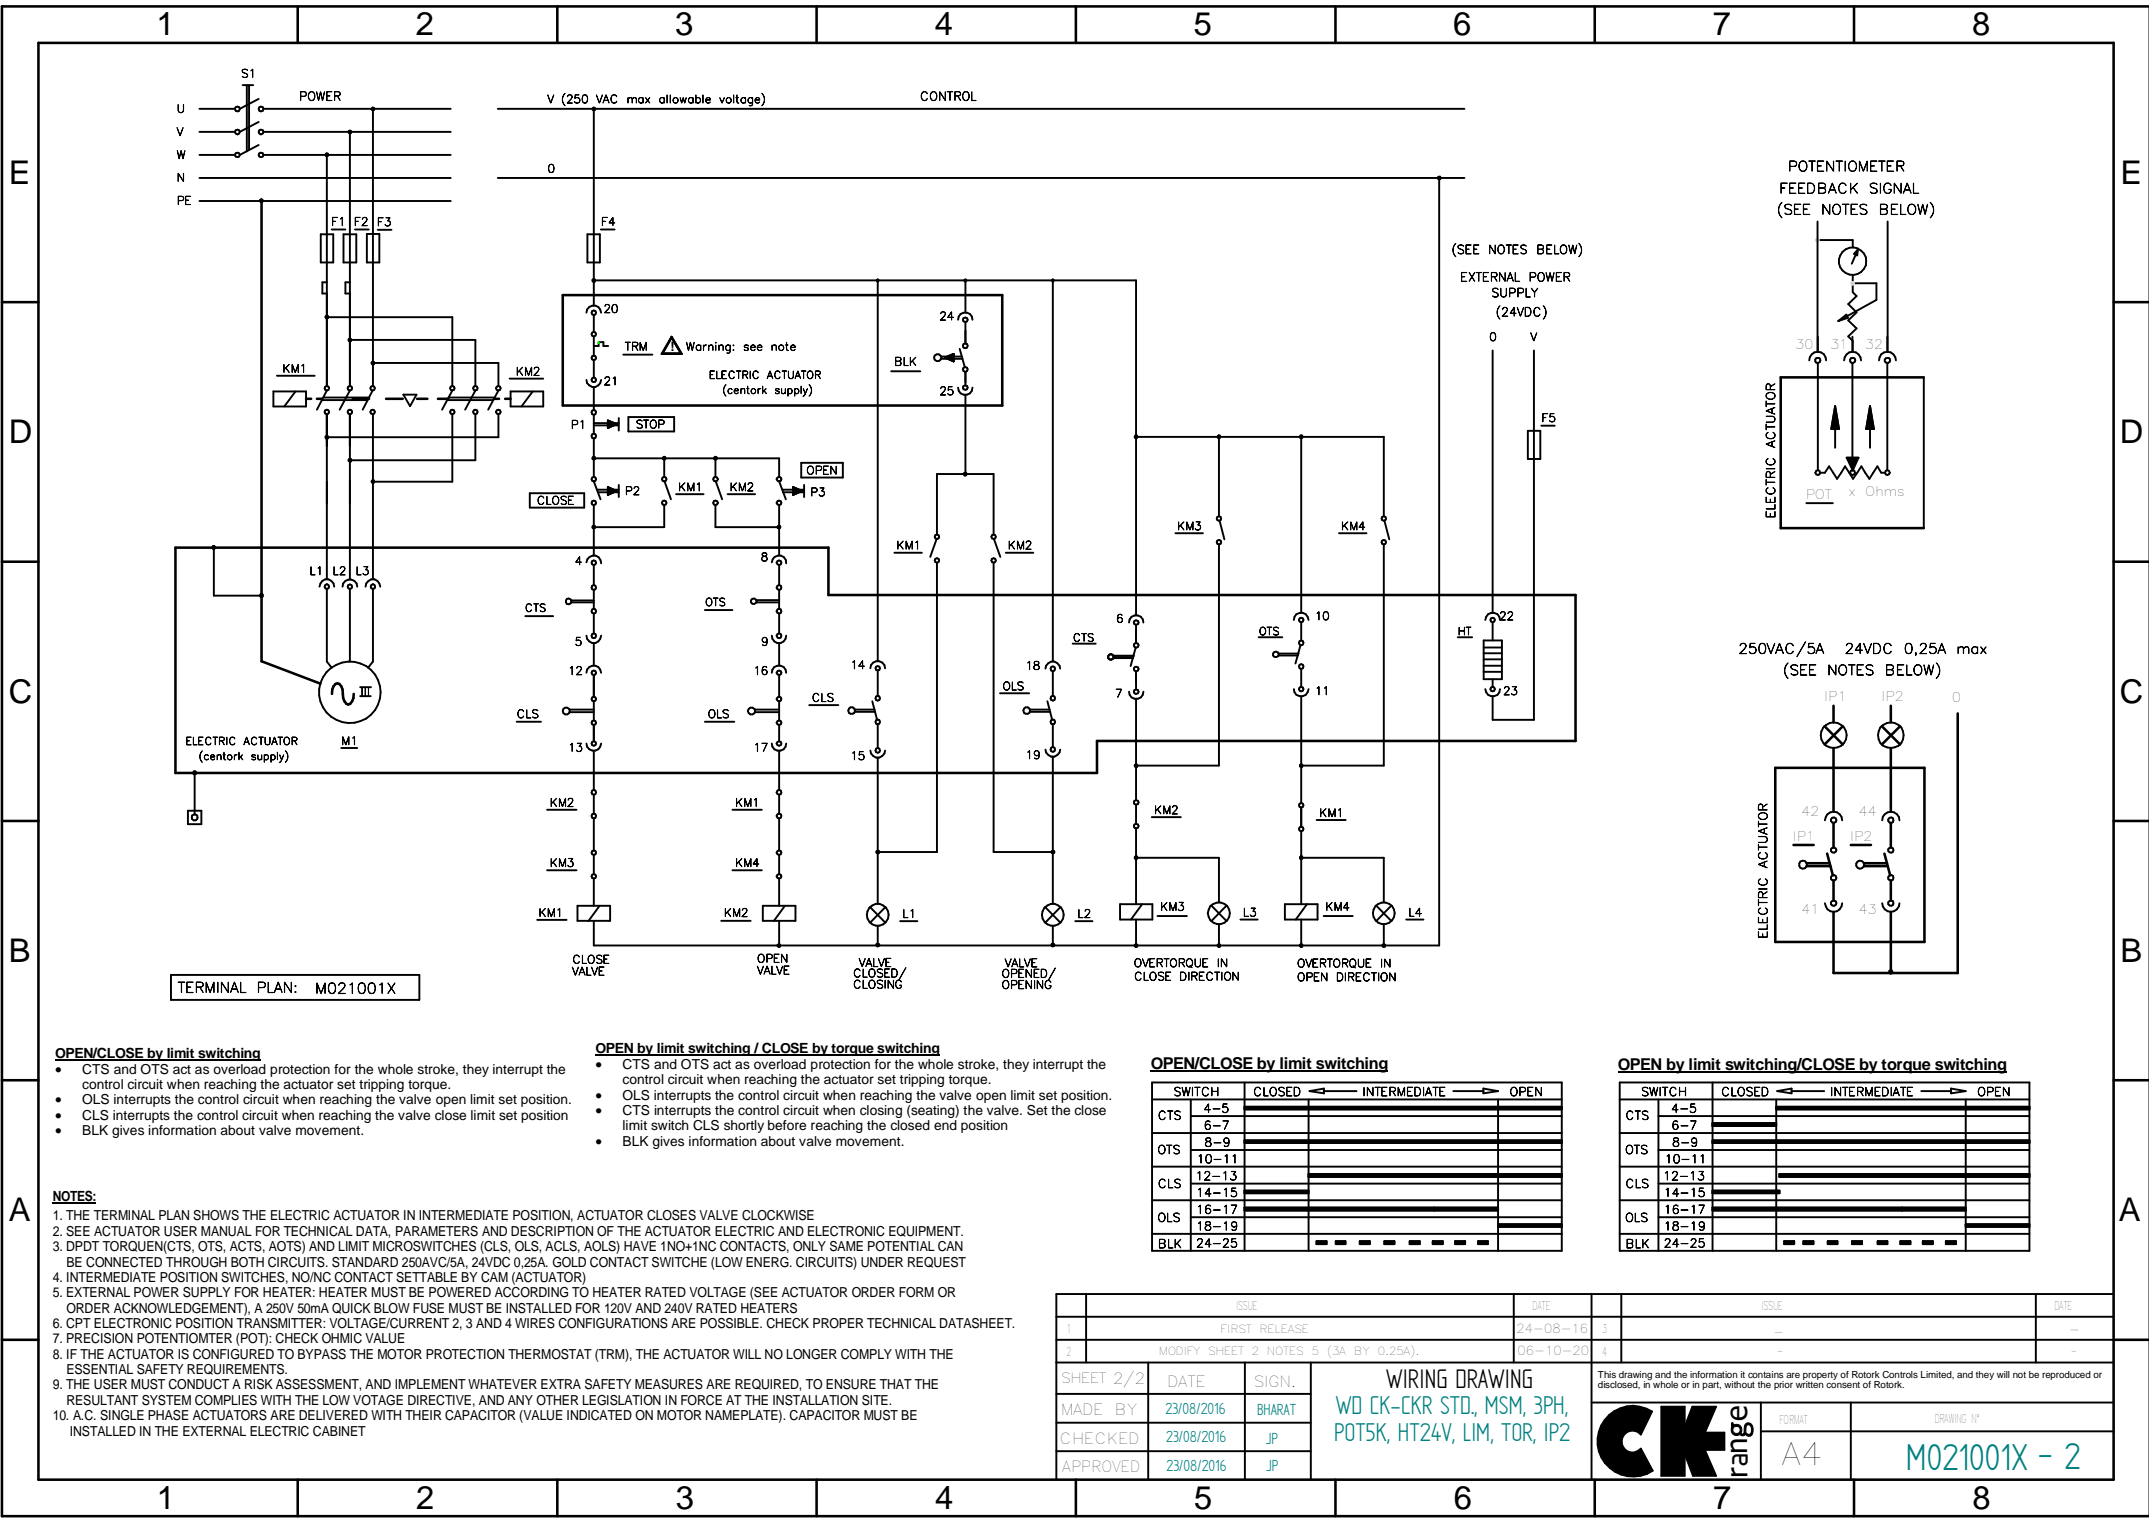 1 2 3 4 5 6 7 8
E
D
C
B
A
E
D
C
B
A
S1
POWER
U
V
W
N
PE
F1 F2 F3
KM1
KM2
L1 L2 L3
M1
III
ELECTRIC ACTUATOR
(centork supply)
V (250 VAC max allowable voltage)
CONTROL
0
F4
20
TRM
Warning: see note
21
ELECTRIC ACTUATOR
(centork supply)
24
BLK
25
P1
STOP
OPEN
CLOSE
P2
KM1
KM2
P3
4
CTS
5
12
CLS
13
KM2
KM3
KM1
CLOSE
VALVE
8
OTS
9
16
OLS
17
KM1
KM4
KM2
OPEN
VALVE
KM1
KM2
14
CLS
15
L1
VALVE
CLOSED/
CLOSING
18
OLS
19
L2
VALVE
OPENED/
OPENING
KM3
6
CTS
7
KM2
KM3
L3
OVERTORQUE IN
CLOSE DIRECTION
KM4
10
OTS
11
KM1
KM4
L4
OVERTORQUE IN
OPEN DIRECTION
(SEE NOTES BELOW)
EXTERNAL POWER
SUPPLY
(24VDC)
0 V
F5
22
HT
23
POTENTIOMETER
FEEDBACK SIGNAL
(SEE NOTES BELOW)
30 31 32
ELECTRIC ACTUATOR
POT x Ohms
250VAC/5A 24VDC 0,25A max
(SEE NOTES BELOW)
IP1 IP2 0
42 44
IP1 IP2
41 43
ELECTRIC ACTUATOR
TERMINAL PLAN: M021001X
OPEN/CLOSE by limit switching
• CTS and OTS act as overload protection for the whole stroke, they interrupt the
control circuit when reaching the actuator set tripping torque.
• OLS interrupts the control circuit when reaching the valve open limit set position.
• CLS interrupts the control circuit when reaching the valve close limit set position
• BLK gives information about valve movement.
OPEN by limit switching / CLOSE by torque switching
• CTS and OTS act as overload protection for the whole stroke, they interrupt the
control circuit when reaching the actuator set tripping torque.
• OLS interrupts the control circuit when reaching the valve open limit set position.
• CTS interrupts the control circuit when closing (seating) the valve. Set the close
limit switch CLS shortly before reaching the closed end position
• BLK gives information about valve movement.
OPEN/CLOSE by limit switching
SWITCH CLOSED INTERMEDIATE OPEN
CTS 4-5
6-7
OTS 8-9
10-11
CLS 12-13
14-15
OLS 16-17
18-19
BLK 24-25
OPEN by limit switching/CLOSE by torque switching
SWITCH CLOSED INTERMEDIATE OPEN
CTS 4-5
6-7
OTS 8-9
10-11
CLS 12-13
14-15
OLS 16-17
18-19
BLK 24-25
NOTES:
1. THE TERMINAL PLAN SHOWS THE ELECTRIC ACTUATOR IN INTERMEDIATE POSITION, ACTUATOR CLOSES VALVE CLOCKWISE
2. SEE ACTUATOR USER MANUAL FOR TECHNICAL DATA, PARAMETERS AND DESCRIPTION OF THE ACTUATOR ELECTRIC AND ELECTRONIC EQUIPMENT.
3. DPDT TORQUEN(CTS, OTS, ACTS, AOTS) AND LIMIT MICROSWITCHES (CLS, OLS, ACLS, AOLS) HAVE 1NO+1NC CONTACTS, ONLY SAME POTENTIAL CAN
BE CONNECTED THROUGH BOTH CIRCUITS. STANDARD 250AVC/5A, 24VDC 0,25A. GOLD CONTACT SWITCHE (LOW ENERG. CIRCUITS) UNDER REQUEST
4. INTERMEDIATE POSITION SWITCHES, NO/NC CONTACT SETTABLE BY CAM (ACTUATOR)
5. EXTERNAL POWER SUPPLY FOR HEATER: HEATER MUST BE POWERED ACCORDING TO HEATER RATED VOLTAGE (SEE ACTUATOR ORDER FORM OR
ORDER ACKNOWLEDGEMENT), A 250V 50mA QUICK BLOW FUSE MUST BE INSTALLED FOR 120V AND 240V RATED HEATERS
6. CPT ELECTRONIC POSITION TRANSMITTER: VOLTAGE/CURRENT 2, 3 AND 4 WIRES CONFIGURATIONS ARE POSSIBLE. CHECK PROPER TECHNICAL DATASHEET.
7. PRECISION POTENTIOMTER (POT): CHECK OHMIC VALUE
8. IF THE ACTUATOR IS CONFIGURED TO BYPASS THE MOTOR PROTECTION THERMOSTAT (TRM), THE ACTUATOR WILL NO LONGER COMPLY WITH THE
ESSENTIAL SAFETY REQUIREMENTS.
9. THE USER MUST CONDUCT A RISK ASSESSMENT, AND IMPLEMENT WHATEVER EXTRA SAFETY MEASURES ARE REQUIRED, TO ENSURE THAT THE
RESULTANT SYSTEM COMPLIES WITH THE LOW VOTAGE DIRECTIVE, AND ANY OTHER LEGISLATION IN FORCE AT THE INSTALLATION SITE.
10. A.C. SINGLE PHASE ACTUATORS ARE DELIVERED WITH THEIR CAPACITOR (VALUE INDICATED ON MOTOR NAMEPLATE). CAPACITOR MUST BE
INSTALLED IN THE EXTERNAL ELECTRIC CABINET
ISSUE DATE ISSUE DATE
1 FIRST RELEASE 24-08-16 3 - -
2 MODIFY SHEET 2 NOTES 5 (3A BY 0.25A). 06-10-20 4 - -
SHEET 2/2 DATE SIGN.
MADE BY 23/08/2016 BHARAT
CHECKED 23/08/2016 JP
APPROVED 23/08/2016 JP
WIRING DRAWING
WD CK-CKR STD., MSM, 3PH,
POT5K, HT24V, LIM, TOR, IP2
This drawing and the information it contains are property of Rotork Controls Limited, and they will not be reproduced or
disclosed, in whole or in part, without the prior written consent of Rotork.
CK range
FORMAT
A4
DRAWING Nº
M021001X - 2
1 2 3 4 5 6 7 8